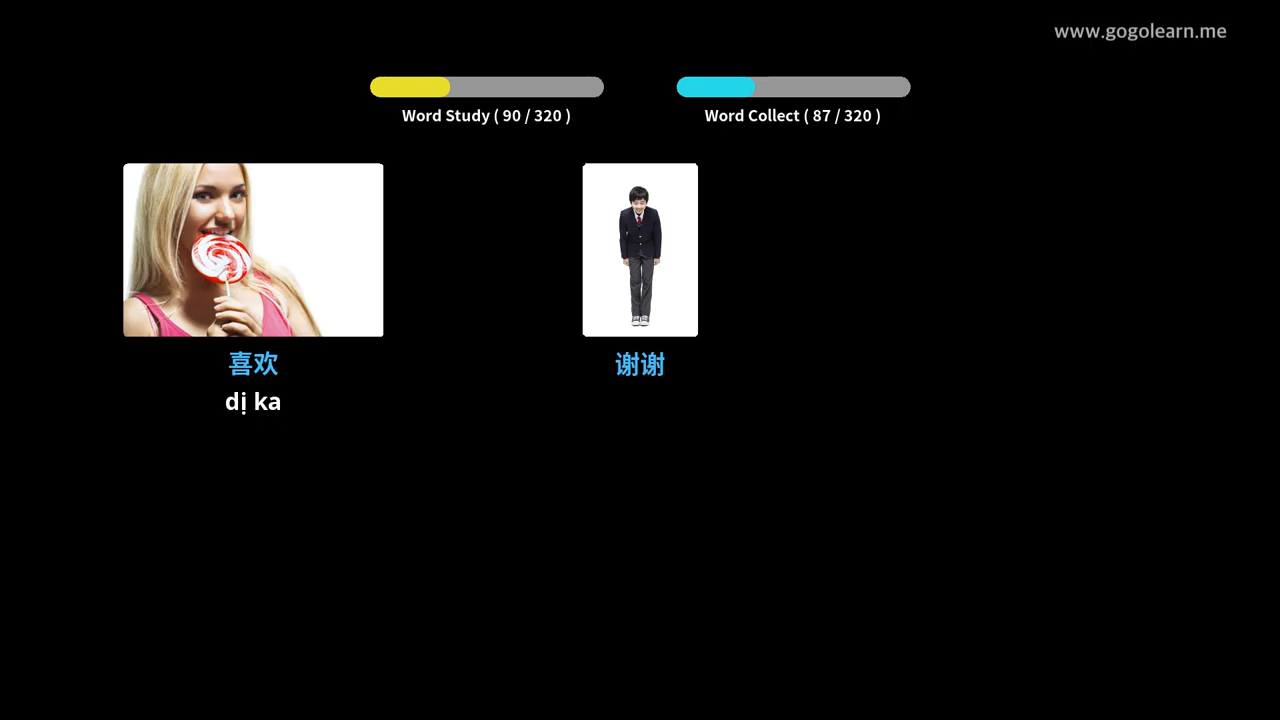 www.gogolearn.me
Word Study ( 90 / 320 )
Word Collect ( 87 / 320 )
喜欢
dị ka
谢谢